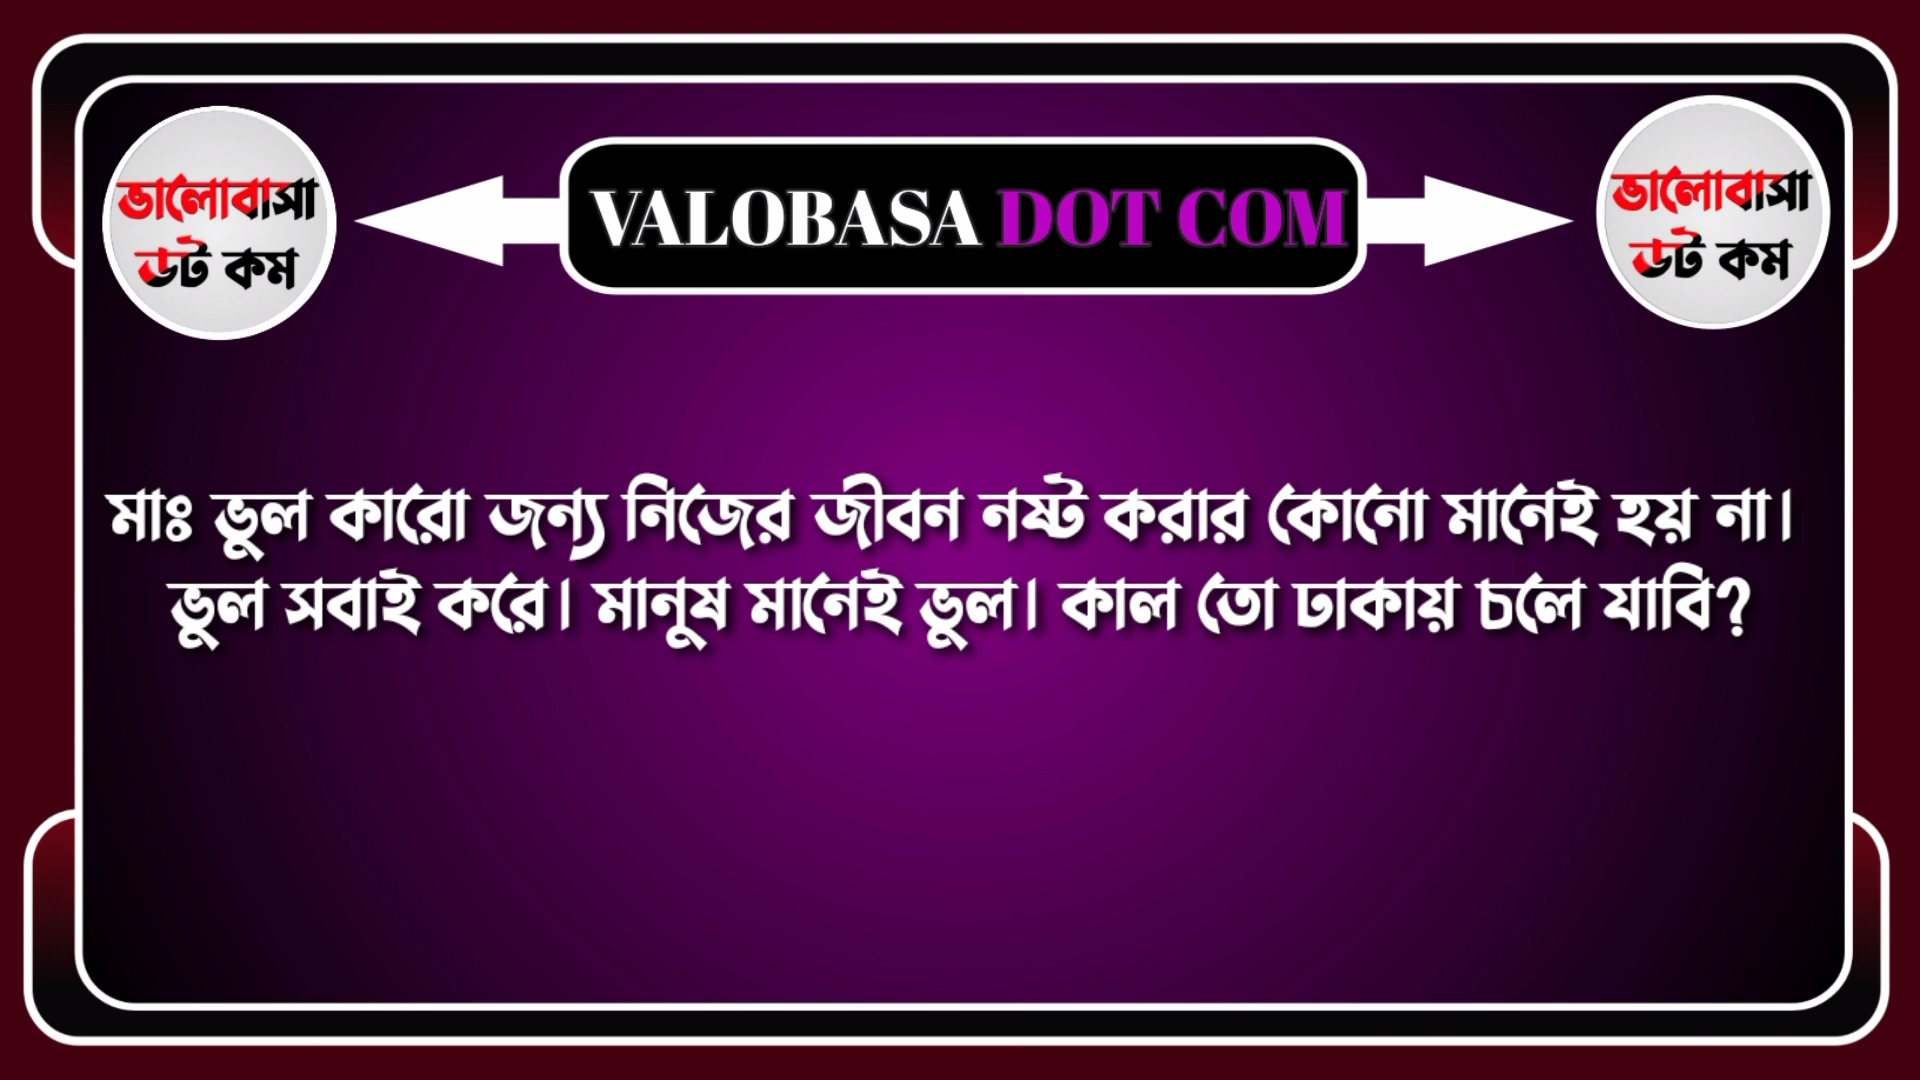 ভালোবাসা
ডট কম
VALOBASA DOT COM
ভালোবাসা
ডট কম
মাঃ ভুল কারো জন্য নিজের জীবন নষ্ট করার কোনো মানেই হয় না।
ভুল সবাই করে। মানুষ মানেই ভুল। কাল তো ঢাকায় চলে যাবি?